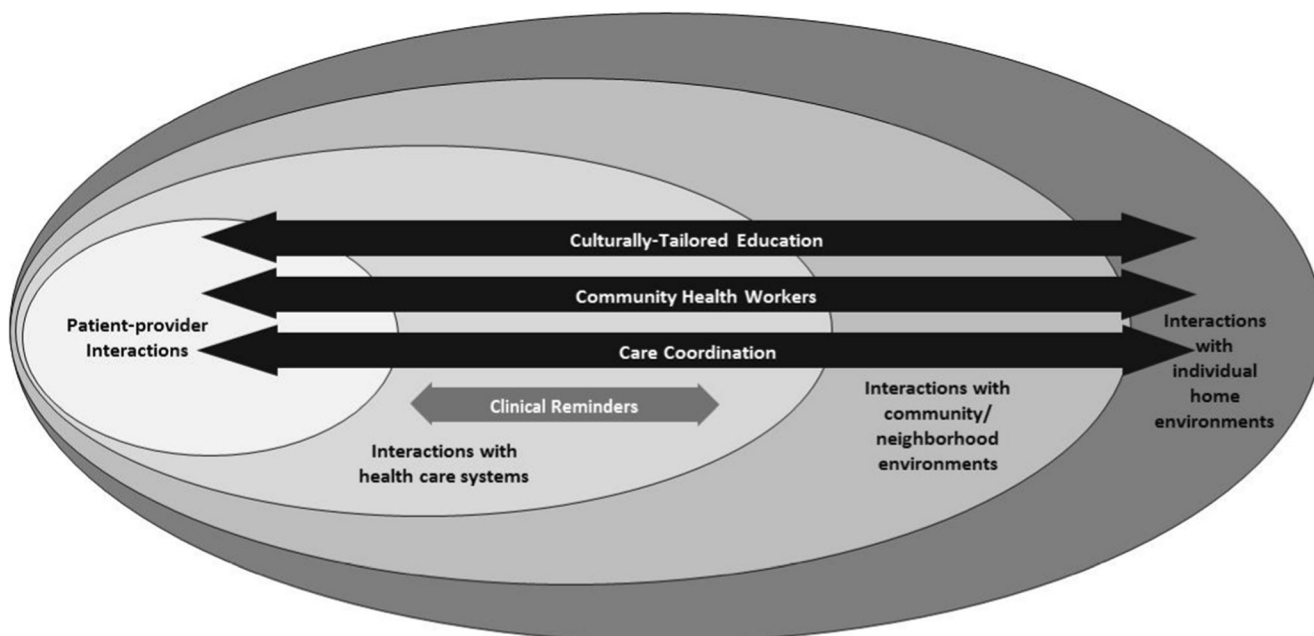 Culturally-Tailored Education
Community Health Workers
Patient-provider
Interactions
Care Coordination
Interactions
with
individual
home
environments
Clinical Reminders
Interactions with
community/
neighborhood
environments
Interactions with
health care systems